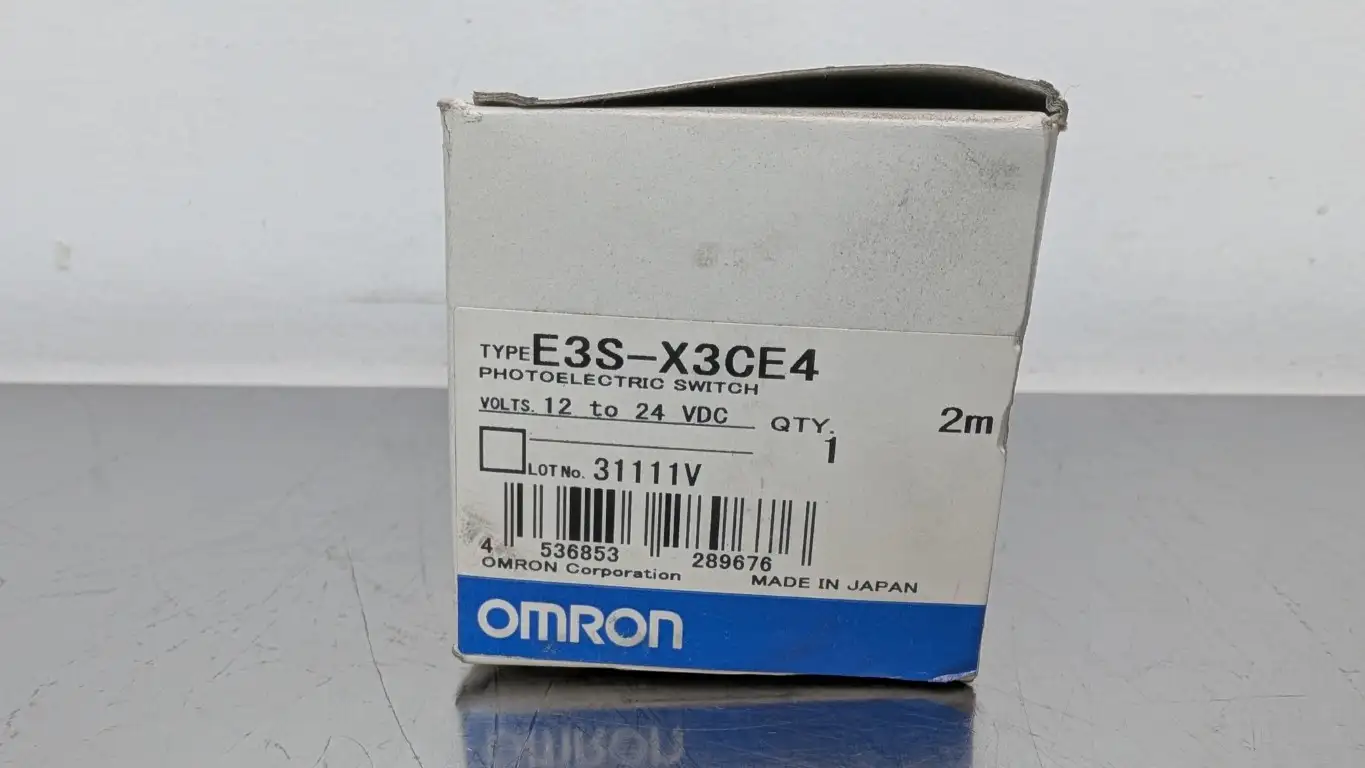 TYPE E3S-X3CE4
PHOTOELECTRIC SWITCH
VOLTS. 12 to 24 VDC
QTY. 1
2m
LOT No. 31111V
4 536853 289676
OMRON Corporation
MADE IN JAPAN
OMRON
OMRON